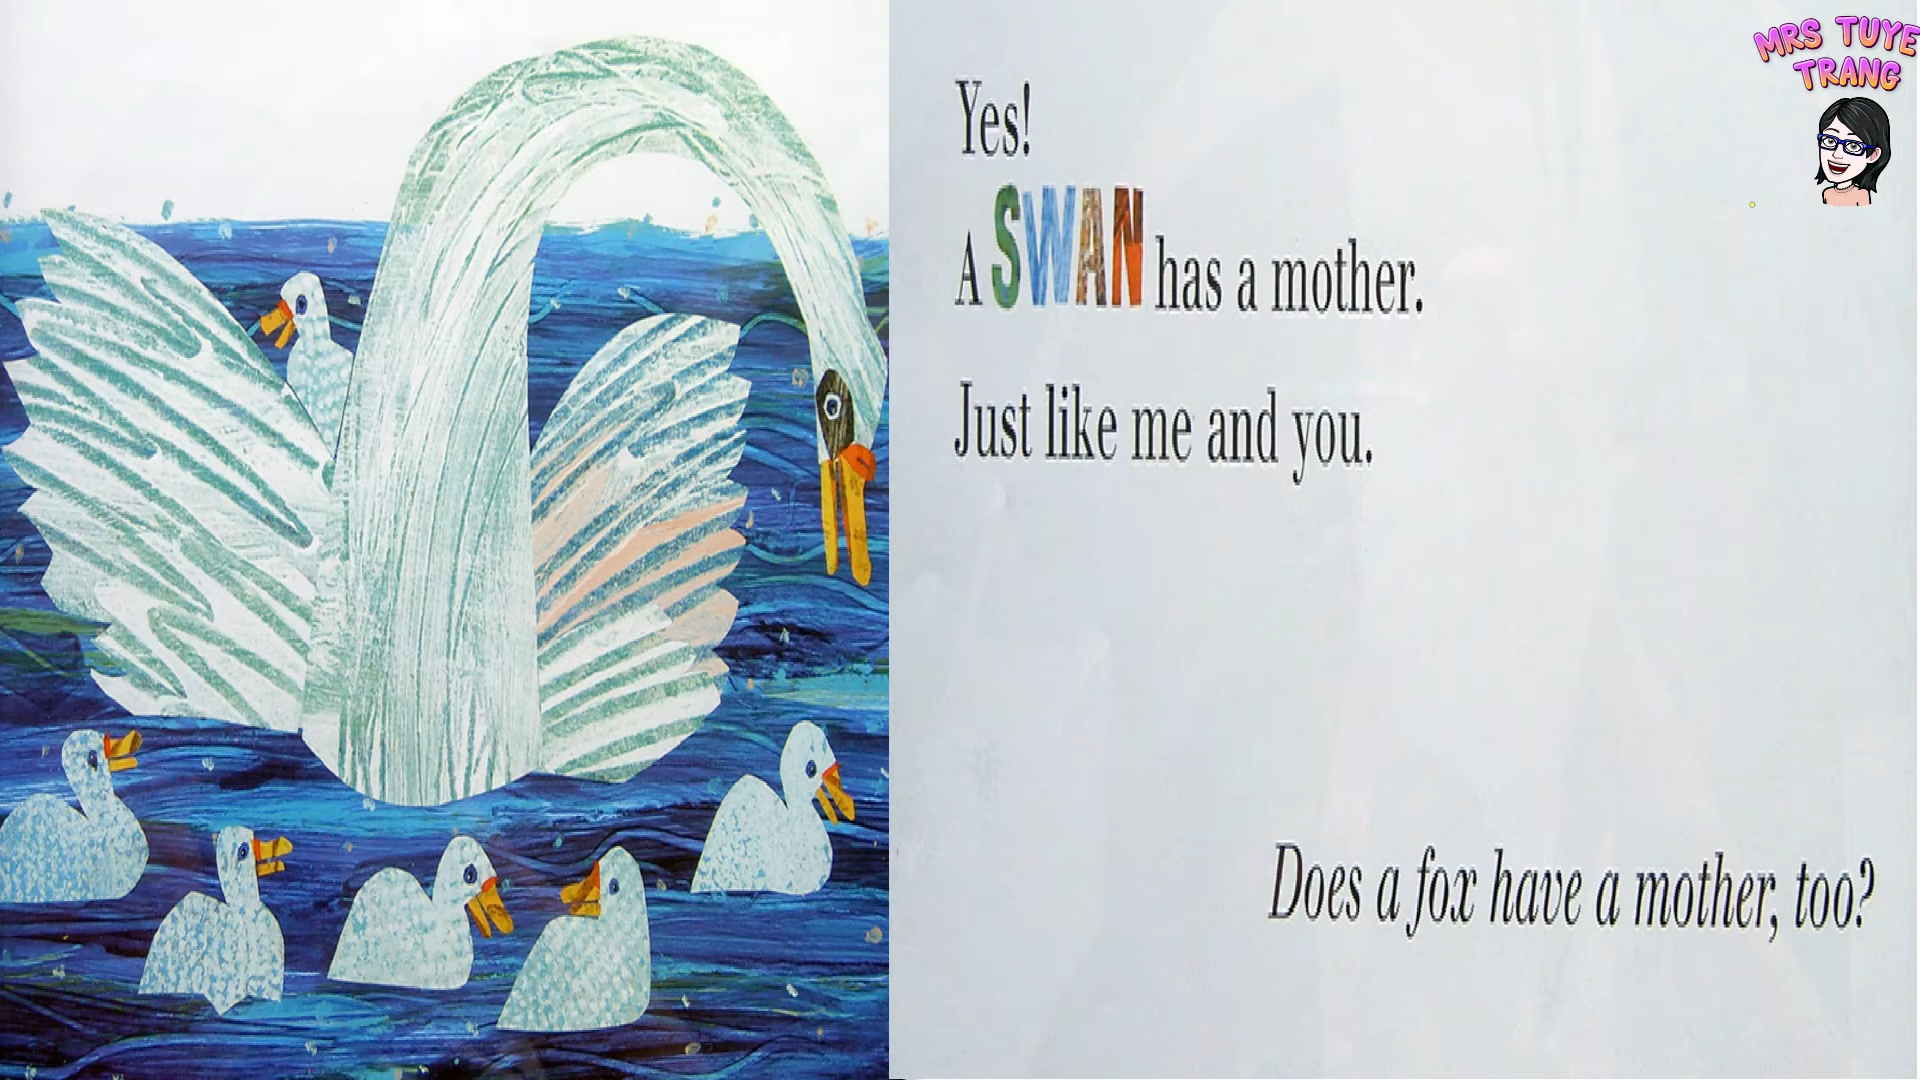 Yes!
A SWAN has a mother.
Just like me and you.
Does a fox have a mother, too?
MRS TUYE
TRANG